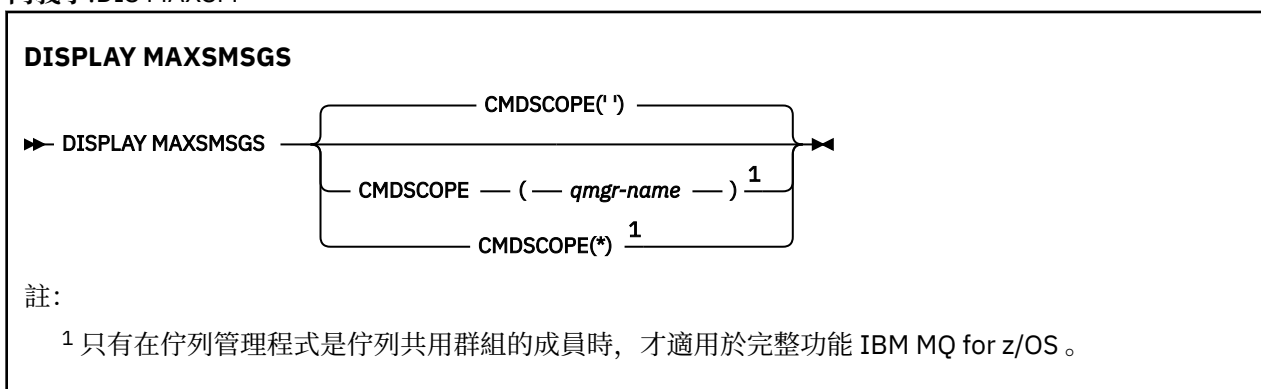 DISPLAY MAXSMSGS
CMDSCOPE(' ')
DISPLAY MAXSMSGS
CMDSCOPE ( qmgr-name ) 1
CMDSCOPE(*) 1
註：
1 只有在佇列管理程式是佇列共用群組的成員時，才適用於完整功能 IBM MQ for z/OS 。